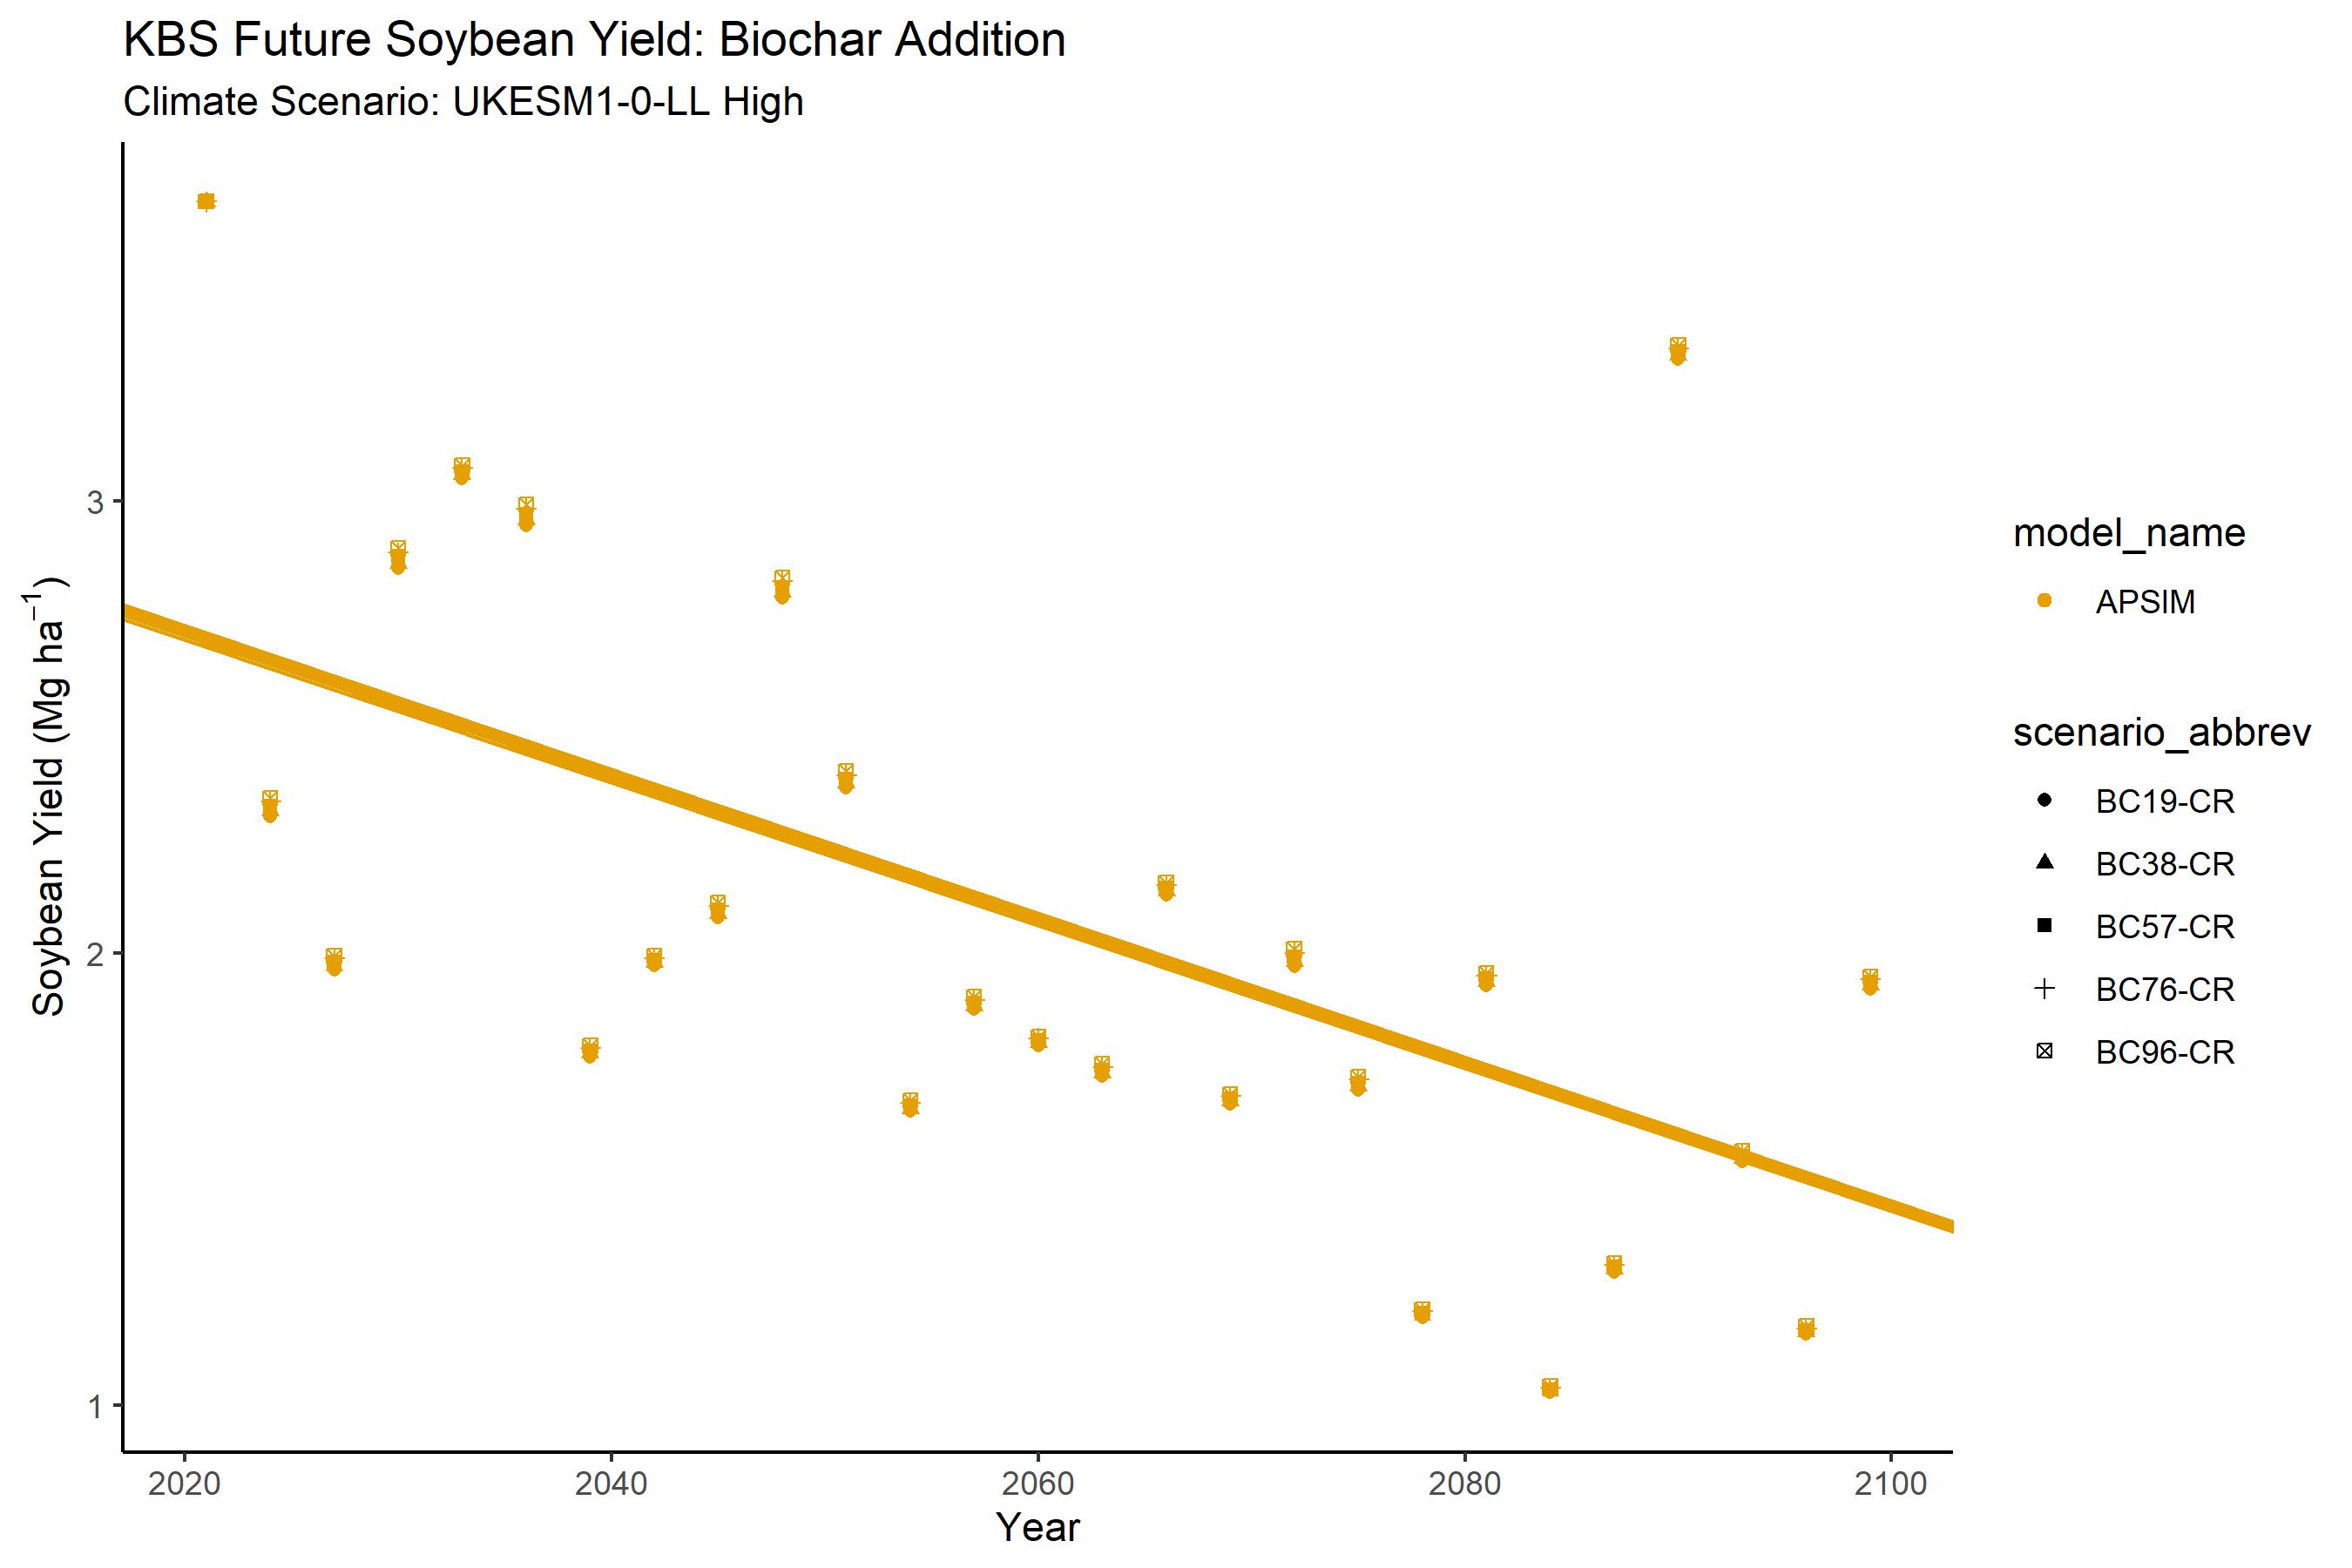 KBS Future Soybean Yield: Biochar Addition
Climate Scenario: UKESM1-0-LL High
Soybean Yield (Mg ha⁻¹)
3
2
1
2020 2040 2060 2080 2100
Year
model_name
APSIM
scenario_abbrev
BC19-CR
BC38-CR
BC57-CR
BC76-CR
BC96-CR